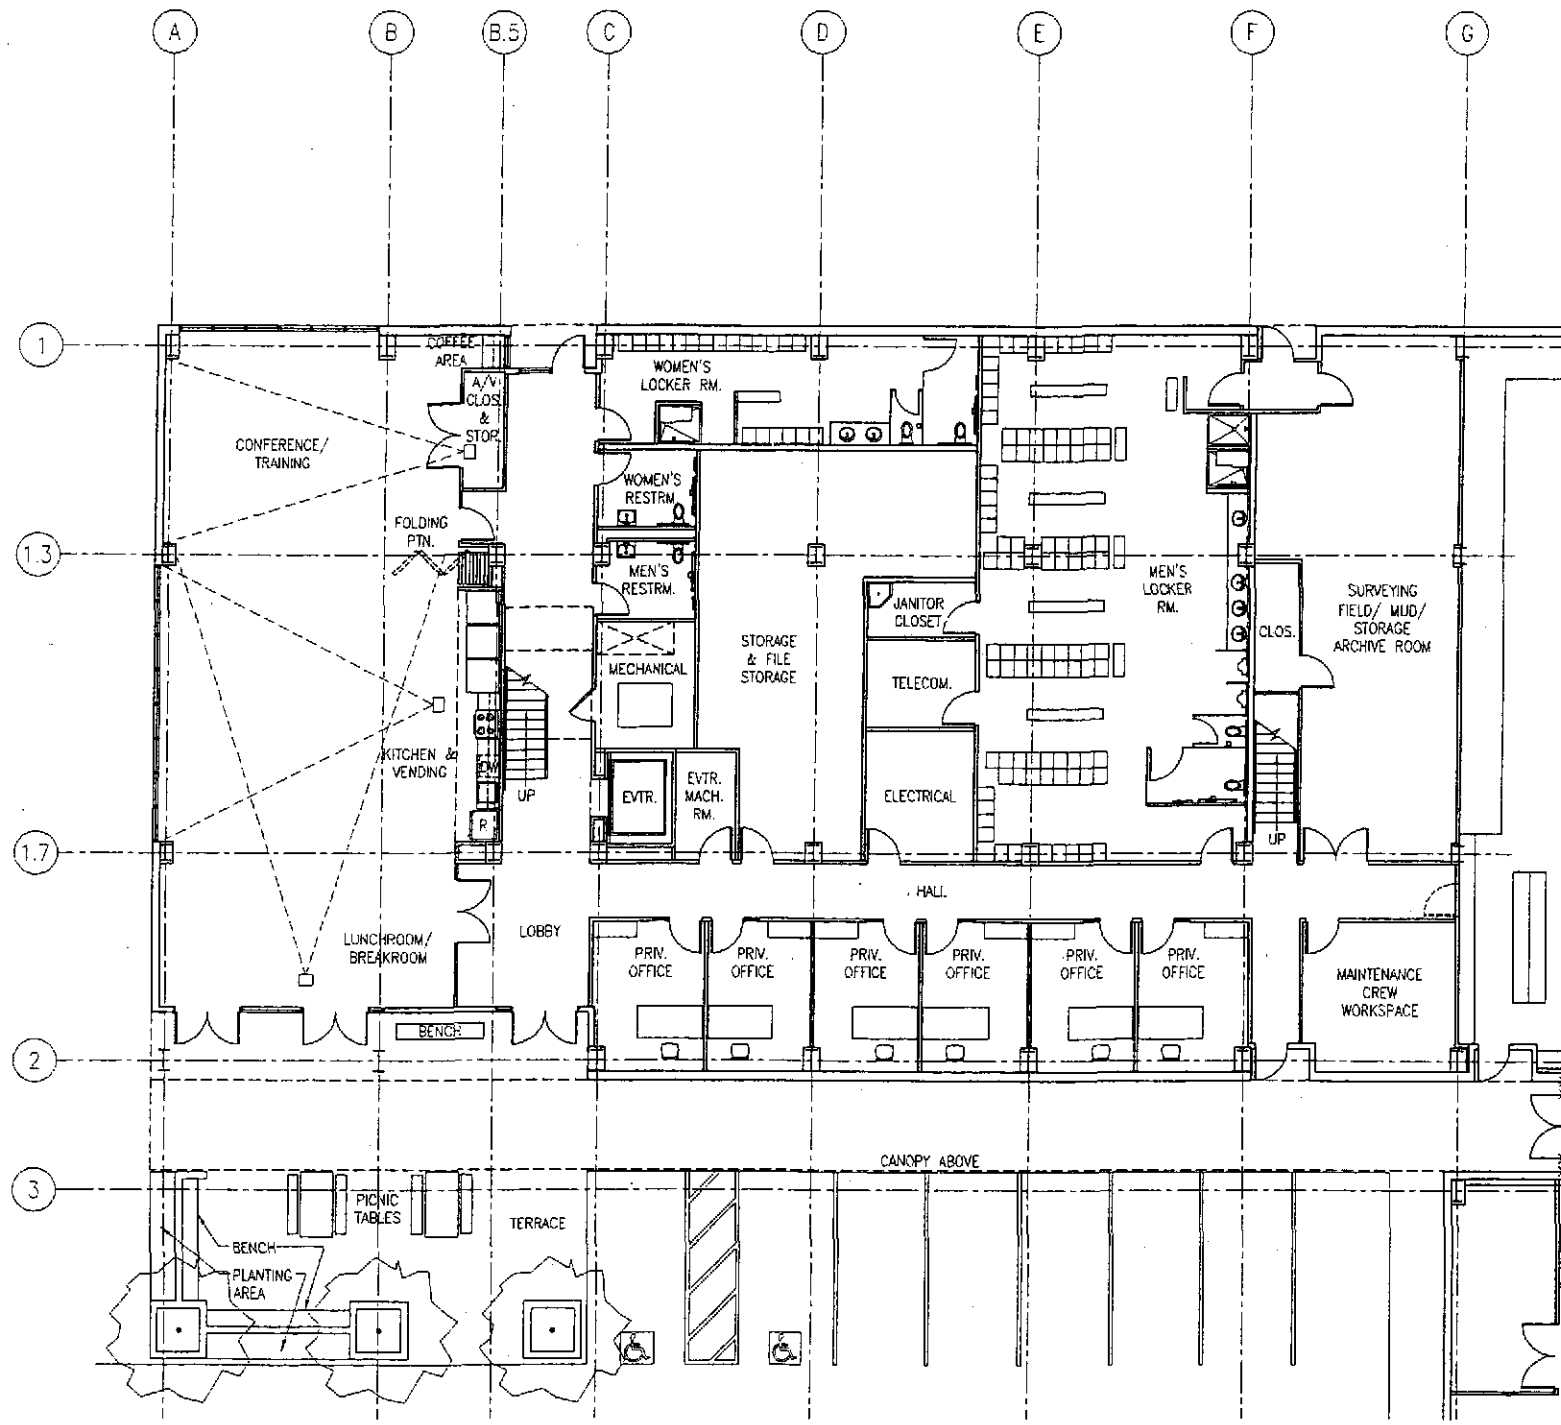 A B B.5 C D E F G
1
COFFEE
AREA
A/V
CLOS.
&
STOR.
WOMEN'S
LOCKER RM.
CONFERENCE/
TRAINING
WOMEN'S
RESTRM.
FOLDING
PTN.
1.3
MEN'S
RESTRM.
MEN'S
LOCKER
RM.
JANITOR
CLOSET
SURVEYING
FIELD/ MUD/
STORAGE
ARCHIVE ROOM
CLOS.
STORAGE
& FILE
STORAGE
MECHANICAL
TELECOM.
KITCHEN &
VENDING
DW
UP
EVTR.
EVTR.
MACH.
RM.
ELECTRICAL
R
UP
1.7
HALL
LOBBY
LUNCHROOM/
BREAKROOM
PRIV.
OFFICE
PRIV.
OFFICE
PRIV.
OFFICE
PRIV.
OFFICE
PRIV.
OFFICE
PRIV.
OFFICE
MAINTENANCE
CREW
WORKSPACE
BENCH
2
CANOPY ABOVE
3
PICNIC
TABLES
TERRACE
BENCH
PLANTING
AREA